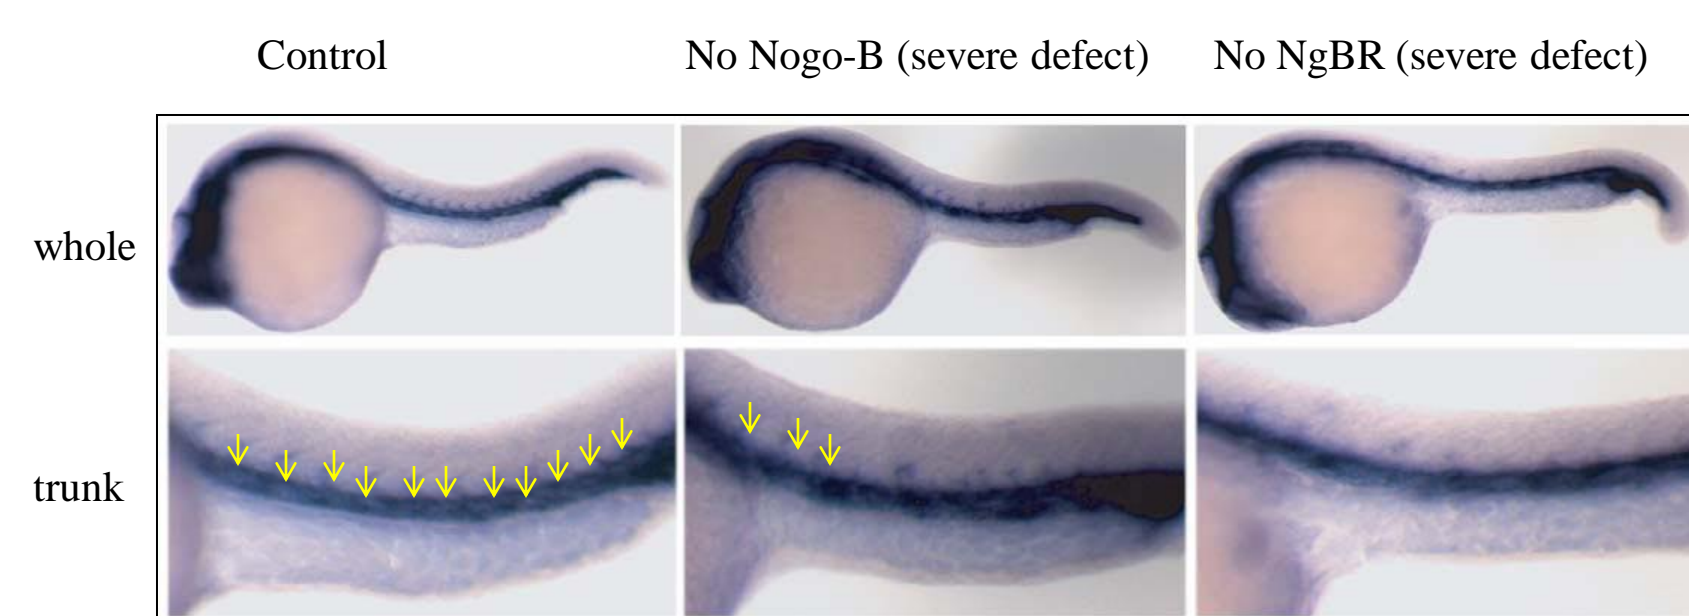 Control No Nogo-B (severe defect) No NgBR (severe defect)
whole
trunk